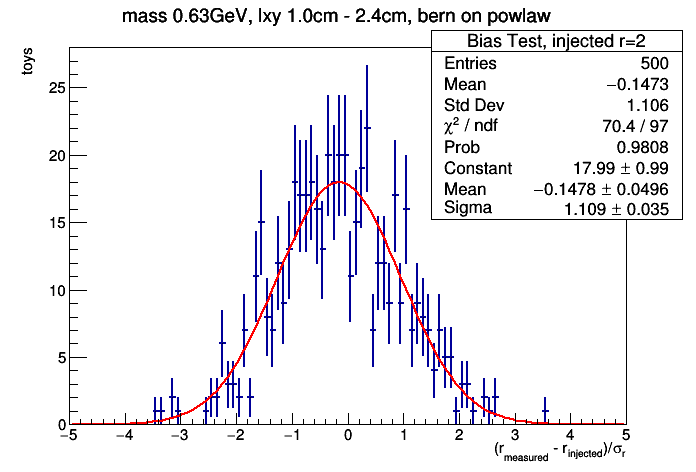 mass 0.63GeV, lxy 1.0cm - 2.4cm, bern on powlaw
toys
Bias Test, injected r=2
Entries 500
Mean −0.1473
Std Dev 1.106
χ² / ndf 70.4 / 97
Prob 0.9808
Constant 17.99 ± 0.99
Mean −0.1478 ± 0.0496
Sigma 1.109 ± 0.035
25
20
15
10
5
0
−5 −4 −3 −2 −1 0 1 2 3 4 5
(r_measured - r_injected)/σ_r